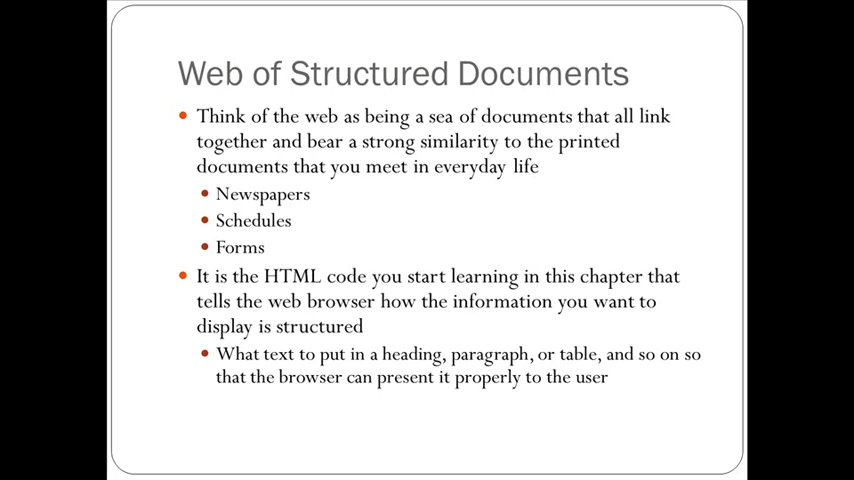 Web of Structured Documents
Think of the web as being a sea of documents that all link
together and bear a strong similarity to the printed
documents that you meet in everyday life
Newspapers
Schedules
Forms
It is the HTML code you start learning in this chapter that
tells the web browser how the information you want to
display is structured
What text to put in a heading, paragraph, or table, and so on so
that the browser can present it properly to the user